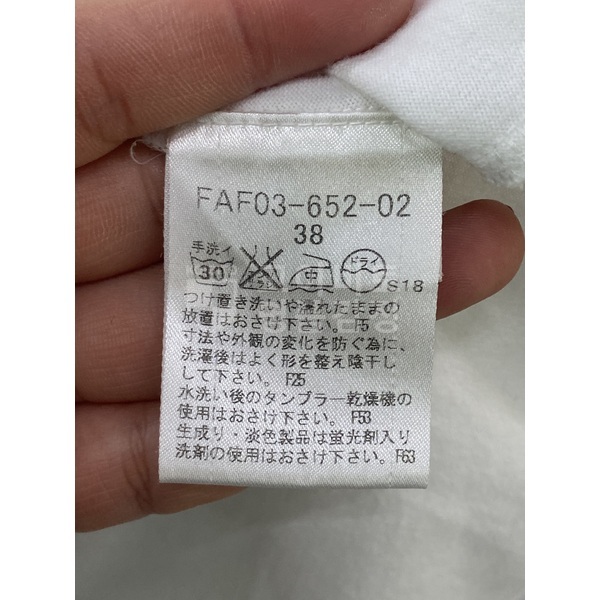 FAF03-652-02
38
手洗イ
30
中
ドライ
S18
つけ置き洗いや濡れたままの
放置はおさけ下さい。F5
寸法や外観の変化を防ぐ為に、
洗濯後はよく形を整え陰干し
して下さい。F25
水洗い後のタンブラー乾燥機の
使用はおさけ下さい。F53
生成り・淡色製品は蛍光剤入り
洗剤の使用はおさけ下さい。F63